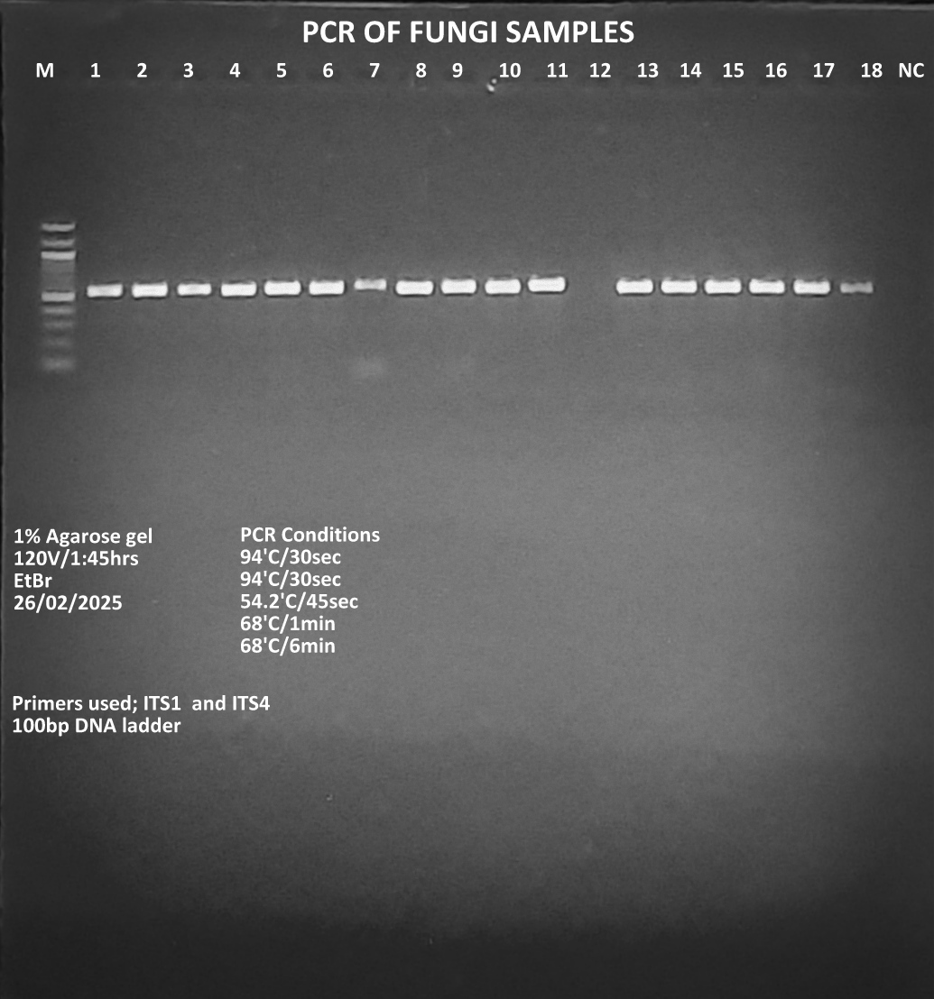 PCR OF FUNGI SAMPLES
M 1 2 3 4 5 6 7 8 9 10 11 12 13 14 15 16 17 18 NC
1% Agarose gel
120V/1:45hrs
EtBr
26/02/2025
PCR Conditions
94'C/30sec
94'C/30sec
54.2'C/45sec
68'C/1min
68'C/6min
Primers used; ITS1 and ITS4
100bp DNA ladder